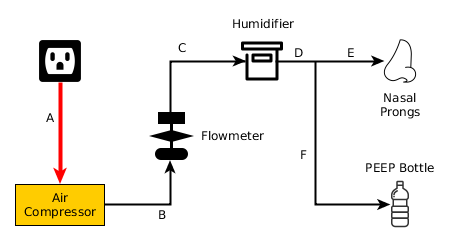 Humidifier
C
D
E
A
Nasal
Prongs
Flowmeter
F
PEEP Bottle
Air
Compressor
B